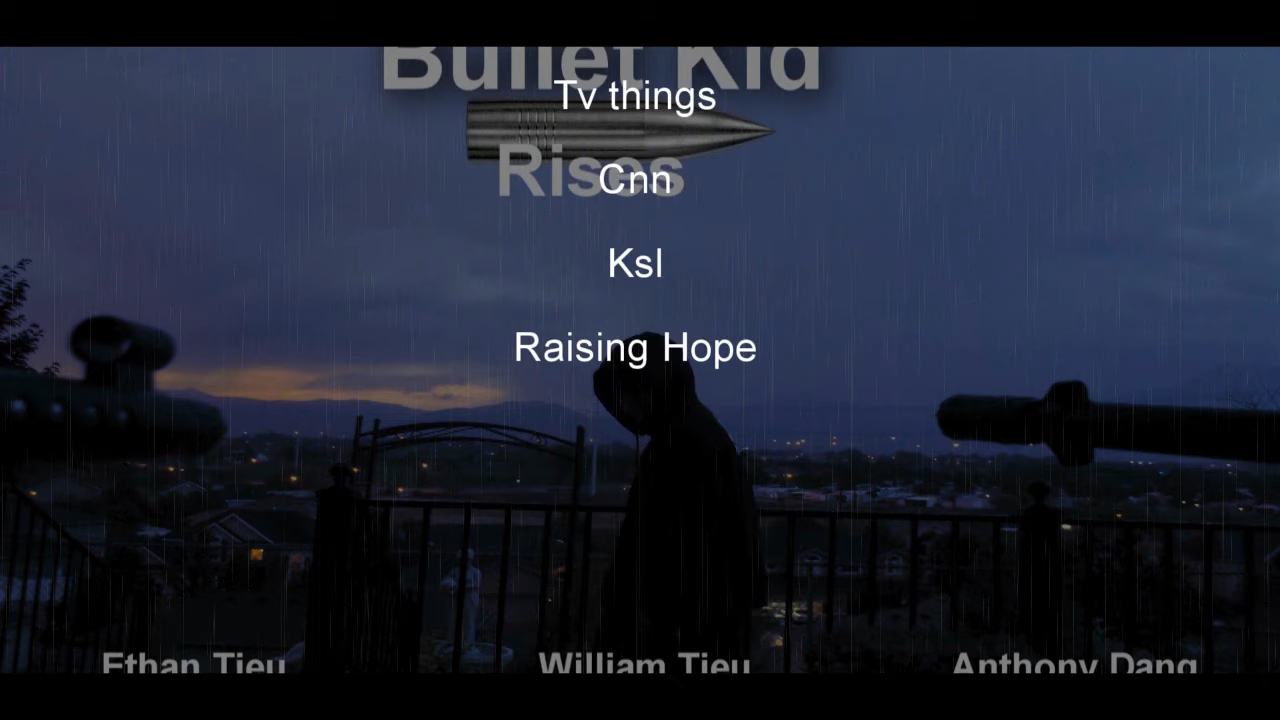 Bullet Kid
Tv things
Rises
Cnn
Ksl
Raising Hope
Ethan Tieu
William Tieu
Anthony Dang